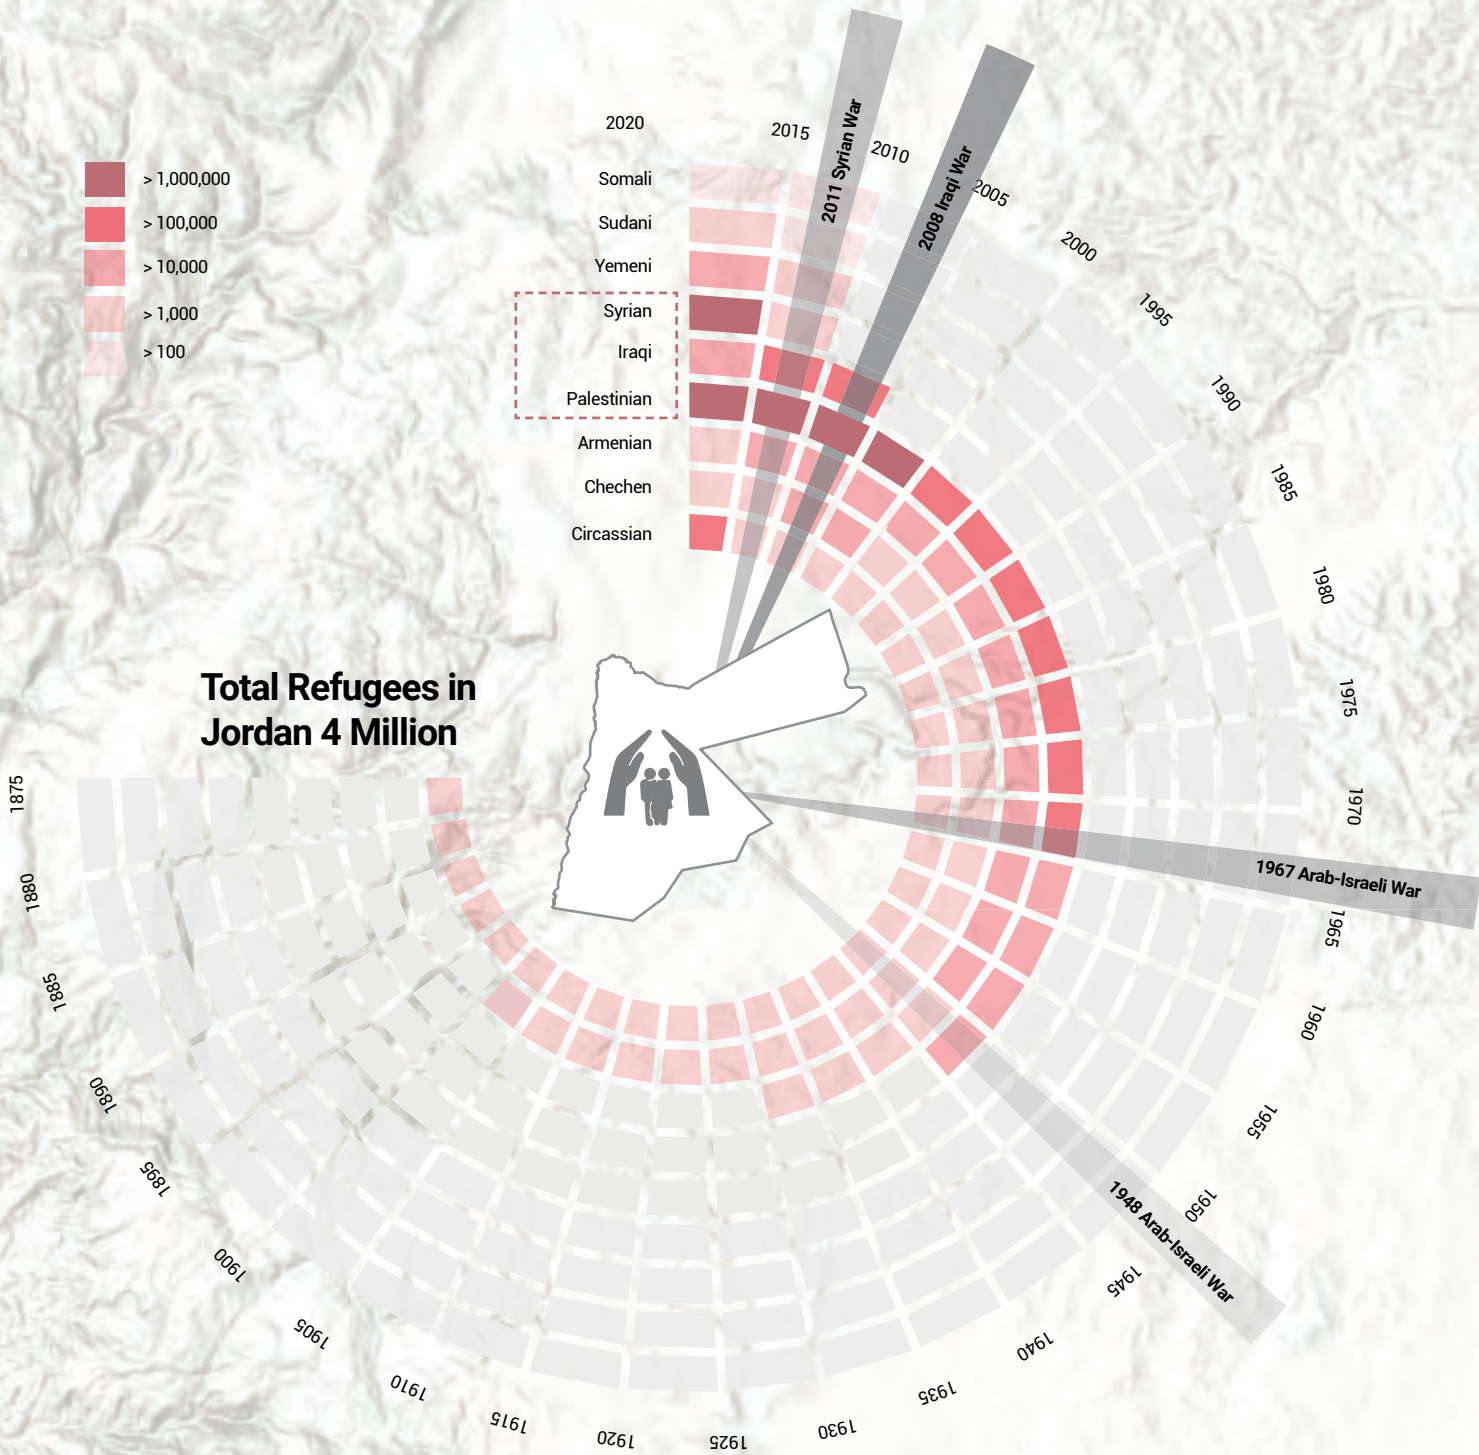 2020
2015
2010
2005
2000
1995
1990
1985
1980
1975
1970
1965
1960
1955
1950
1945
1940
1935
1930
1925
1920
1915
1910
1905
1900
1895
1890
1885
1880
1875
2011 Syrian War
2008 Iraqi War
1967 Arab-Israeli War
1948 Arab-Israeli War
> 1,000,000
> 100,000
> 10,000
> 1,000
> 100
Somali
Sudani
Yemeni
Syrian
Iraqi
Palestinian
Armenian
Chechen
Circassian
Total Refugees in
Jordan 4 Million